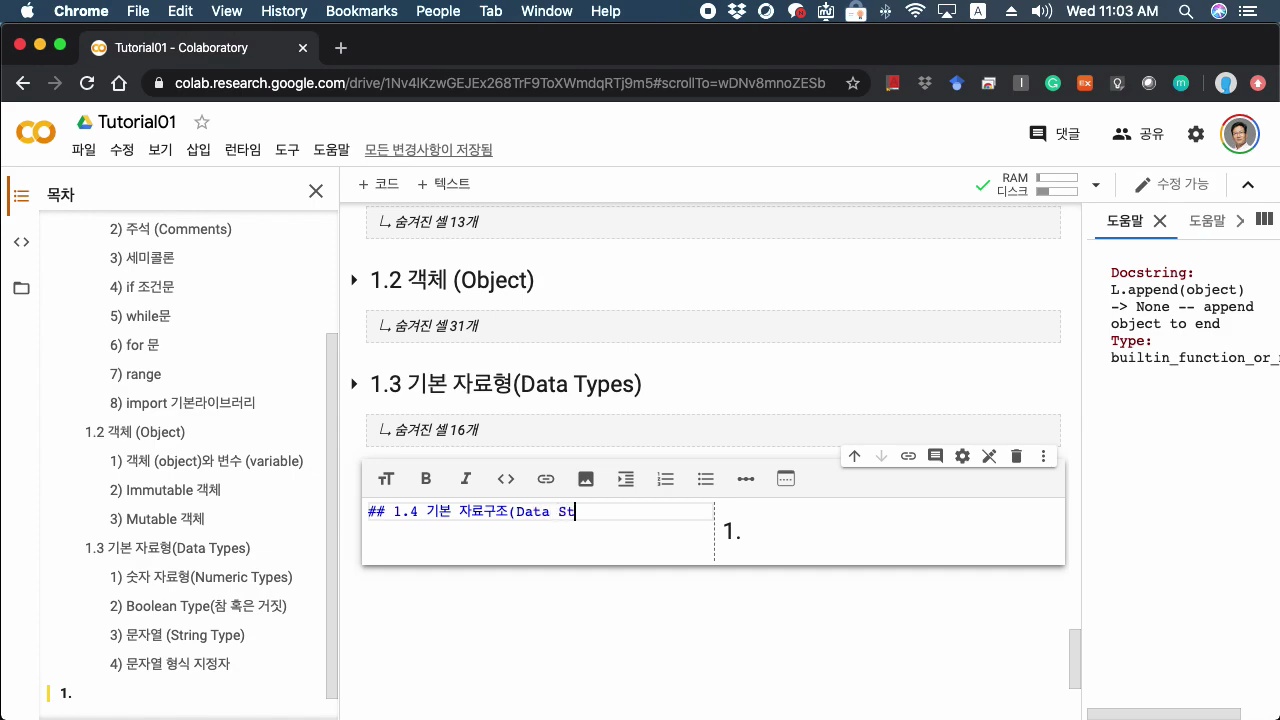 Chrome File Edit View History Bookmarks People Tab Window Help A Wed 11:03 AM
Tutorial01 - Colaboratory
colab.research.google.com/drive/1Nv4lKzwGEJEx268TrF9ToXWmdqRTj9m5#scrollTo=wDNv8mnoZESb
Tutorial01
댓글 공유
파일 수정 보기 삽입 런타임 도구 도움말 모든 변경사항이 저장됨
목차
+ 코드 + 텍스트
RAM
디스크
수정 가능
2) 주석 (Comments)
3) 세미콜론
4) if 조건문
5) while문
6) for 문
7) range
8) import 기본라이브러리
1.2 객체 (Object)
1) 객체 (object)와 변수 (variable)
2) Immutable 객체
3) Mutable 객체
1.3 기본 자료형(Data Types)
1) 숫자 자료형(Numeric Types)
2) Boolean Type(참 혹은 거짓)
3) 문자열 (String Type)
4) 문자열 형식 지정자
1.
숨겨진 셀 13개
1.2 객체 (Object)
숨겨진 셀 31개
1.3 기본 자료형(Data Types)
숨겨진 셀 16개
## 1.4 기본 자료구조(Data St
1.
도움말 도움말
Docstring:
L.append(object)
-> None -- append
object to end
Type:
builtin_function_or_